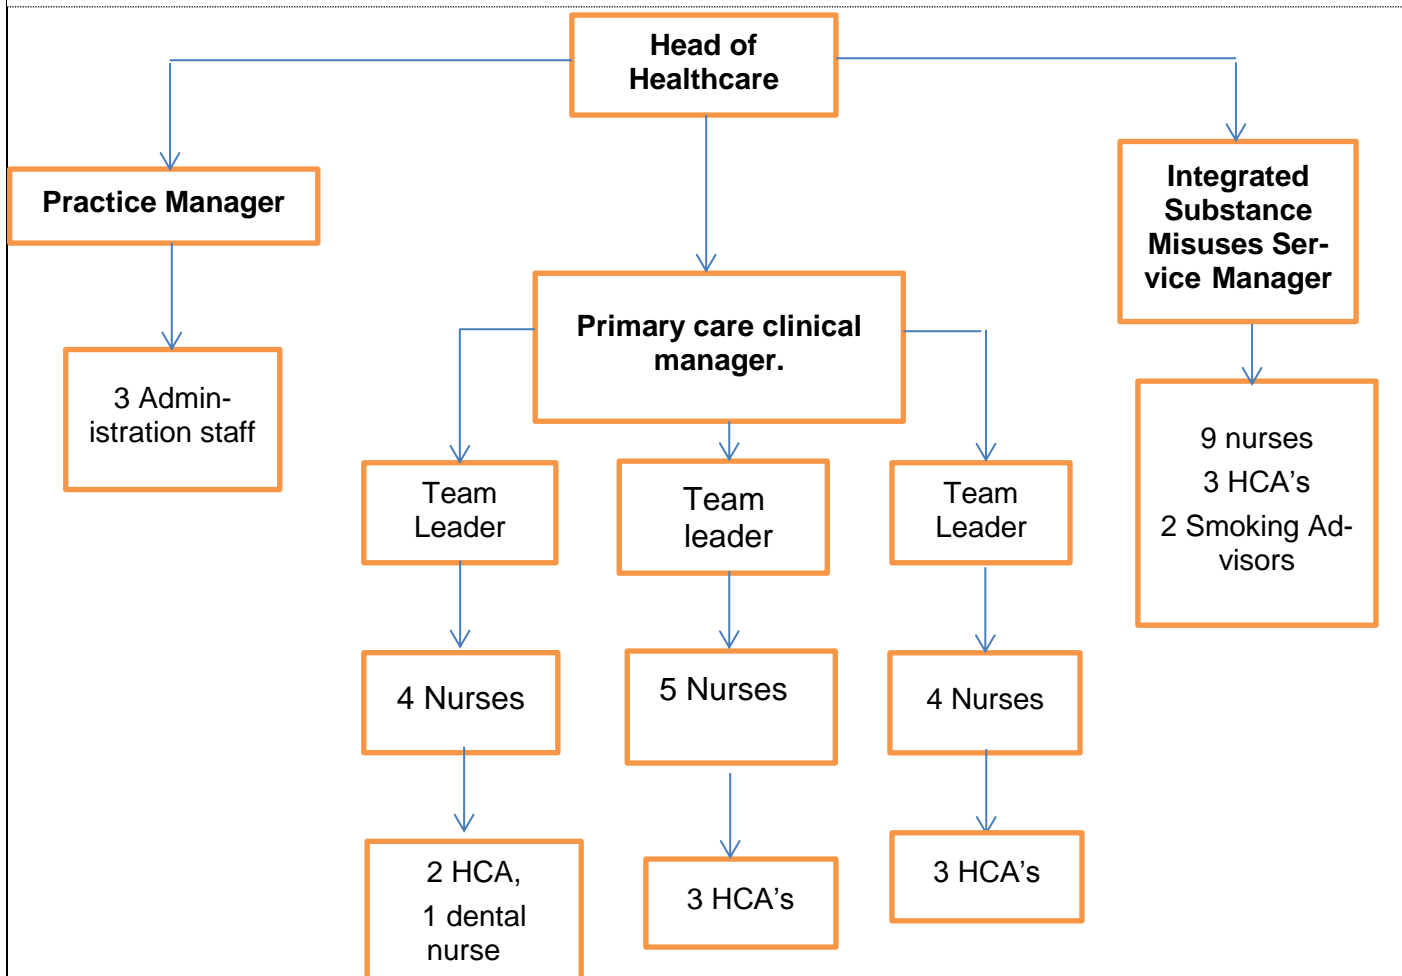 Head of
Healthcare
Practice Manager
Integrated
Substance
Misuses Ser-
vice Manager
Primary care clinical
manager.
3 Admin-
istration staff
9 nurses
3 HCA’s
2 Smoking Ad-
visors
Team
Leader
Team
leader
Team
Leader
4 Nurses
5 Nurses
4 Nurses
2 HCA,
1 dental
nurse
3 HCA’s
3 HCA’s